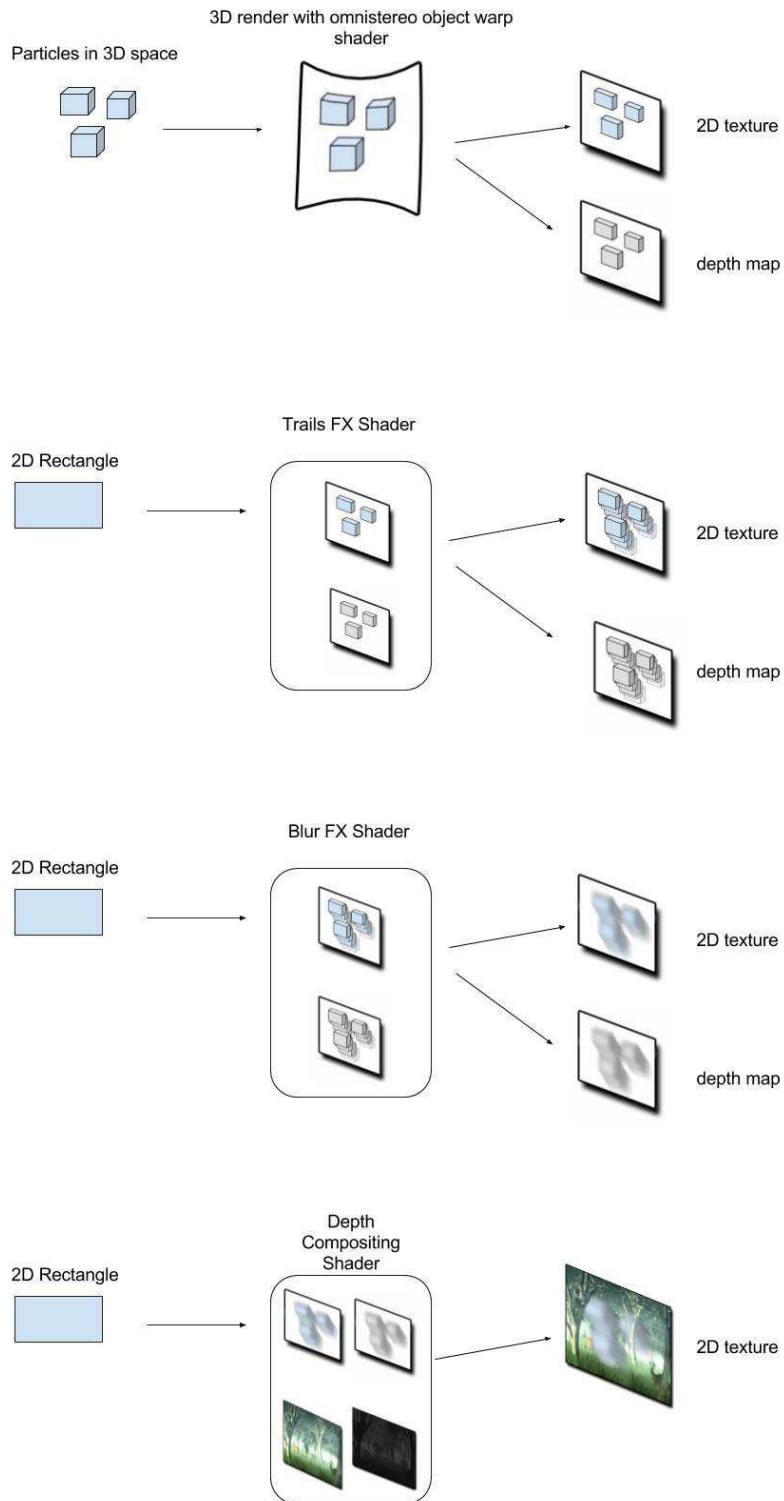 3D render with omnistereo object warp
shader
Particles in 3D space
2D texture
depth map
Trails FX Shader
2D Rectangle
2D texture
depth map
Blur FX Shader
2D Rectangle
2D texture
depth map
Depth
Compositing
Shader
2D Rectangle
2D texture